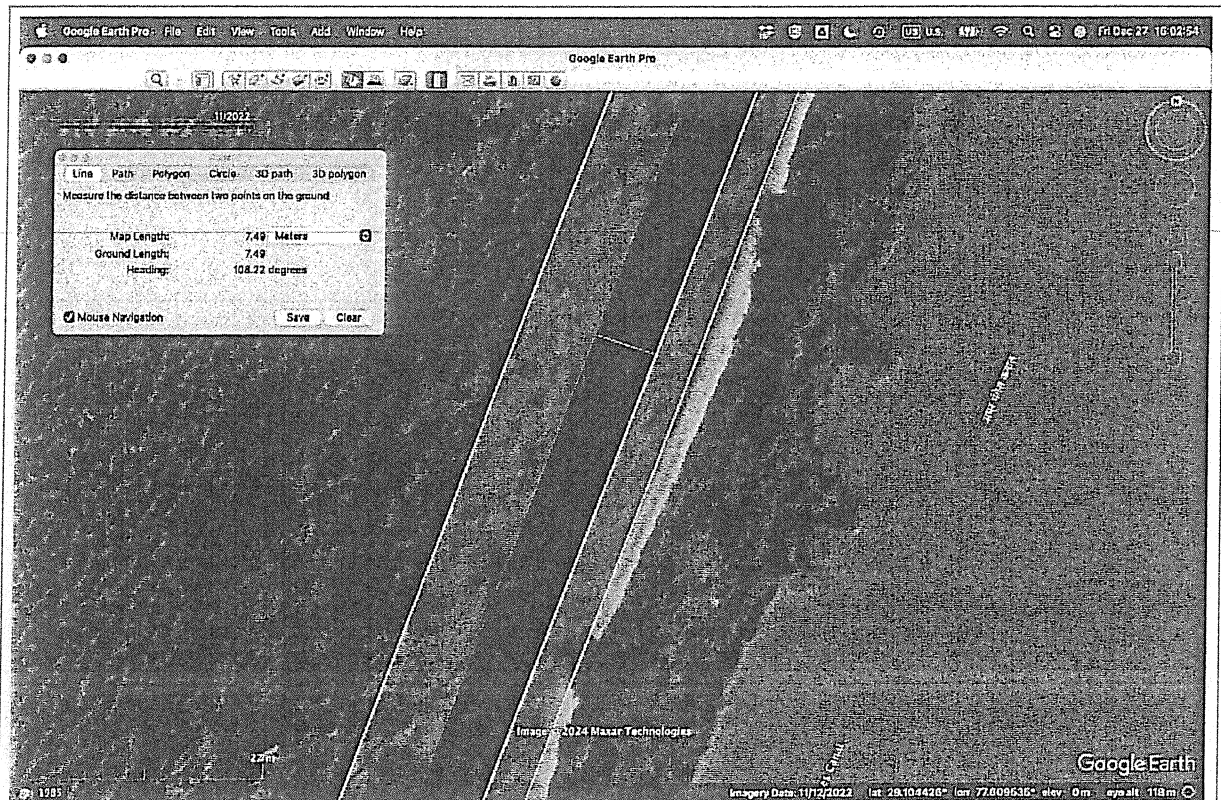 Google Earth Pro File Edit View Tools Add Window Help U.S. Fri Dec 27 16:02:54
Google Earth Pro
11/2022
Line Path Polygon Circle 3D path 3D polygon
Measure the distance between two points on the ground
Map Length: 7.49 Meters
Ground Length: 7.49
Heading: 108.22 degrees
Mouse Navigation Save Clear
Image © 2024 Maxar Technologies
22 m
Canal
Google Earth
1985
Imagery Date: 11/12/2022 lat 29.104426° lon 77.609535° elev 0 m eye alt 118 m